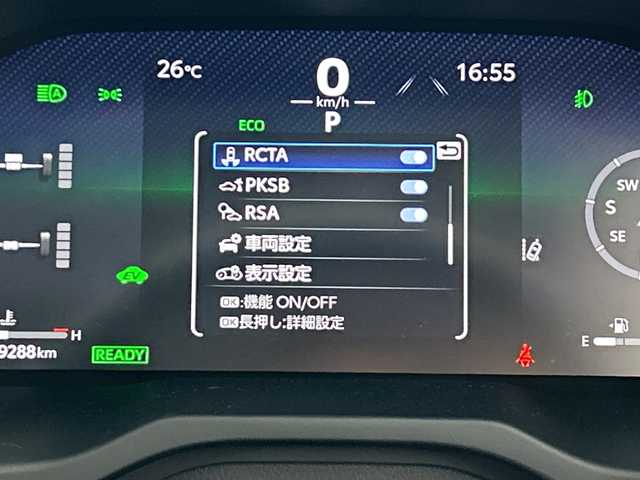 26℃
0
km/h
16:55
P
ECO
RCTA
PKSB
RSA
車両設定
表示設定
OK:機能 ON/OFF
OK長押し:詳細設定
A
SW
S
SE
EV
H
9288km
READY
E